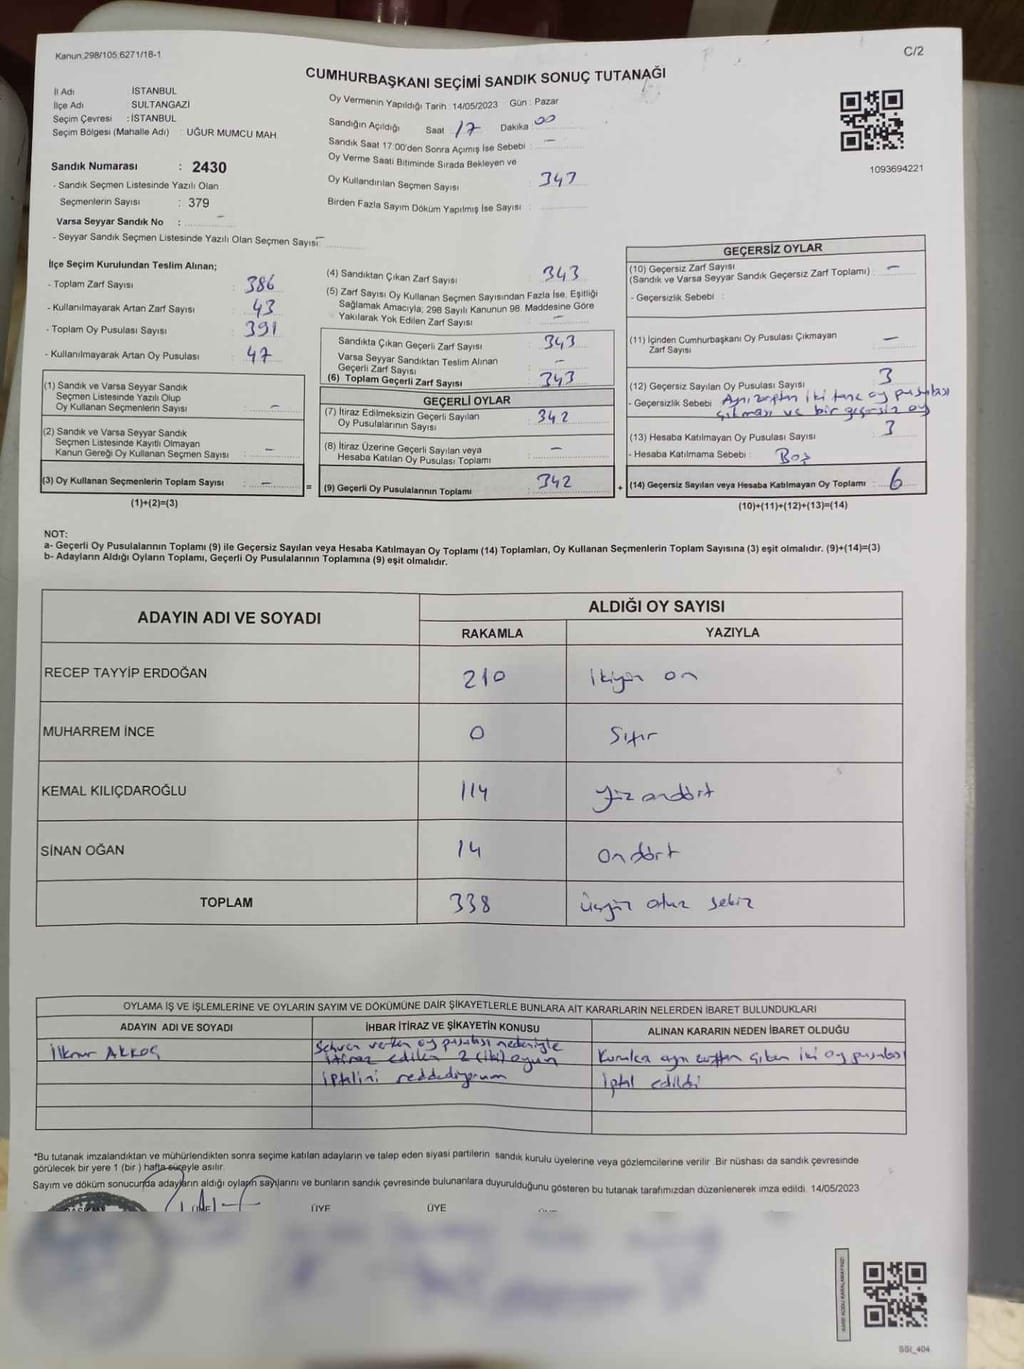 Kanun 298/105 6271/18-1
C/2
CUMHURBAŞKANI SEÇİMİ SANDIK SONUÇ TUTANAĞI
İl Adı İSTANBUL
İlçe Adı SULTANGAZİ
Seçim Çevresi : İSTANBUL
Seçim Bölgesi (Mahalle Adı) : UĞUR MUMCU MAH.
Sandık Numarası : 2430
- Sandık Seçmen Listesinde Yazılı Olan
Seçmenlerin Sayısı : 379
Varsa Seyyar Sandık No : -
- Seyyar Sandık Seçmen Listesinde Yazılı Olan Seçmen Sayısı: -
Oy Vermenin Yapıldığı Tarih : 14/05/2023 Gün : Pazar
Sandığın Açıldığı Saat 17 Dakika 00
Sandık Saat 17:00'den Sonra Açılmış İse Sebebi : -
Oy Verme Saati Bitiminde Sırada Bekleyen ve
Oy Kullandırılan Seçmen Sayısı : 343
Birden Fazla Sayım Döküm Yapılmış İse Sayısı :
1093694221
İlçe Seçim Kurulundan Teslim Alınan;
- Toplam Zarf Sayısı : 386
- Kullanılmayarak Artan Zarf Sayısı : 43
- Toplam Oy Pusulası Sayısı : 391
- Kullanılmayarak Artan Oy Pusulası : 47
(1) Sandık ve Varsa Seyyar Sandık
Seçmen Listesinde Yazılı Olup
Oy Kullanan Seçmenlerin Sayısı : -
(2) Sandık ve Varsa Seyyar Sandık
Seçmen Listesinde Kayıtlı Olmayan
Kanun Gereği Oy Kullanan Seçmen Sayısı : -
(3) Oy Kullanan Seçmenlerin Toplam Sayısı : -
(1)+(2)=(3)
=
(4) Sandıktan Çıkan Zarf Sayısı : 343
(5) Zarf Sayısı Oy Kullanan Seçmen Sayısından Fazla İse, Eşitliği
Sağlamak Amacıyla, 298 Sayılı Kanunun 98. Maddesine Göre
Yakılarak Yok Edilen Zarf Sayısı : -
Sandıkta Çıkan Geçerli Zarf Sayısı : 343
Varsa Seyyar Sandıktan Teslim Alınan
Geçerli Zarf Sayısı : -
(6) Toplam Geçerli Zarf Sayısı : 343
GEÇERLİ OYLAR
(7) İtiraz Edilmeksizin Geçerli Sayılan
Oy Pusulalarının Sayısı : 342
(8) İtiraz Üzerine Geçerli Sayılan veya
Hesaba Katılan Oy Pusulası Toplamı : -
(9) Geçerli Oy Pusulalarının Toplamı : 342
+
GEÇERSİZ OYLAR
(10) Geçersiz Zarf Sayısı
(Sandık ve Varsa Seyyar Sandık Geçersiz Zarf Toplamı) : -
- Geçersizlik Sebebi :
(11) İçinden Cumhurbaşkanı Oy Pusulası Çıkmayan
Zarf Sayısı : -
(12) Geçersiz Sayılan Oy Pusulası Sayısı : 3
- Geçersizlik Sebebi : Aynı zarftan iki tane oy pusulası
çıkması ve bir geçersiz oy
(13) Hesaba Katılmayan Oy Pusulası Sayısı : 3
- Hesaba Katılmama Sebebi : Boş
(14) Geçersiz Sayılan veya Hesaba Katılmayan Oy Toplamı : 6
(10)+(11)+(12)+(13)=(14)
NOT:
a- Geçerli Oy Pusulalarının Toplamı (9) ile Geçersiz Sayılan veya Hesaba Katılmayan Oy Toplamı (14) Toplamları, Oy Kullanan Seçmenlerin Toplam Sayısına (3) eşit olmalıdır. (9)+(14)=(3)
b- Adayların Aldığı Oyların Toplamı, Geçerli Oy Pusulalarının Toplamına (9) eşit olmalıdır.
ADAYIN ADI VE SOYADI
ALDIĞI OY SAYISI
RAKAMLA YAZIYLA
RECEP TAYYİP ERDOĞAN 210 ikiyüz on
MUHARREM İNCE 0 Sıfır
KEMAL KILIÇDAROĞLU 114 yüz ondört
SİNAN OĞAN 14 ondört
TOPLAM 338 üçyüz otuz sekiz
OYLAMA İŞ VE İŞLEMLERİNE VE OYLARIN SAYIM VE DÖKÜMÜNE DAİR ŞİKAYETLERLE BUNLARA AİT KARARLARIN NELERDEN İBARET BULUNDUKLARI
ADAYIN ADI VE SOYADI İHBAR İTİRAZ VE ŞİKAYETİN KONUSU ALINAN KARARIN NEDEN İBARET OLDUĞU
İlknur AKKOÇ Sehven verilen oy pusulası nedeniyle
itiraz edilen 2 (iki) oyun Kurulca aynı zarftan çıkan iki oy pusulası
iptalini reddediyorum iptal edildi
*Bu tutanak imzalandıktan ve mühürlendikten sonra seçime katılan adayların ve talep eden siyasi partilerin sandık kurulu üyelerine veya gözlemcilerine verilir. Bir nüshası da sandık çevresinde
görülecek bir yere 1 (bir ) hafta süreyle asılır.
Sayım ve döküm sonucunda adayların aldığı oyların sayılarını ve bunların sandık çevresinde bulunanlara duyurulduğunu gösteren bu tutanak tarafımızdan düzenlenerek imza edildi. 14/05/2023
ÜYE ÜYE
SSI_404